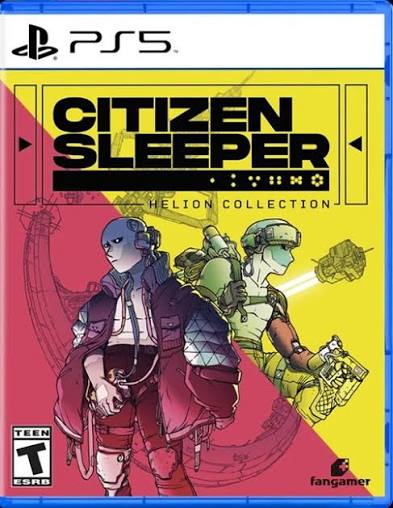 PS5
CITIZEN
SLEEPER
HELION COLLECTION
TEEN
T
ESRB
fangamer